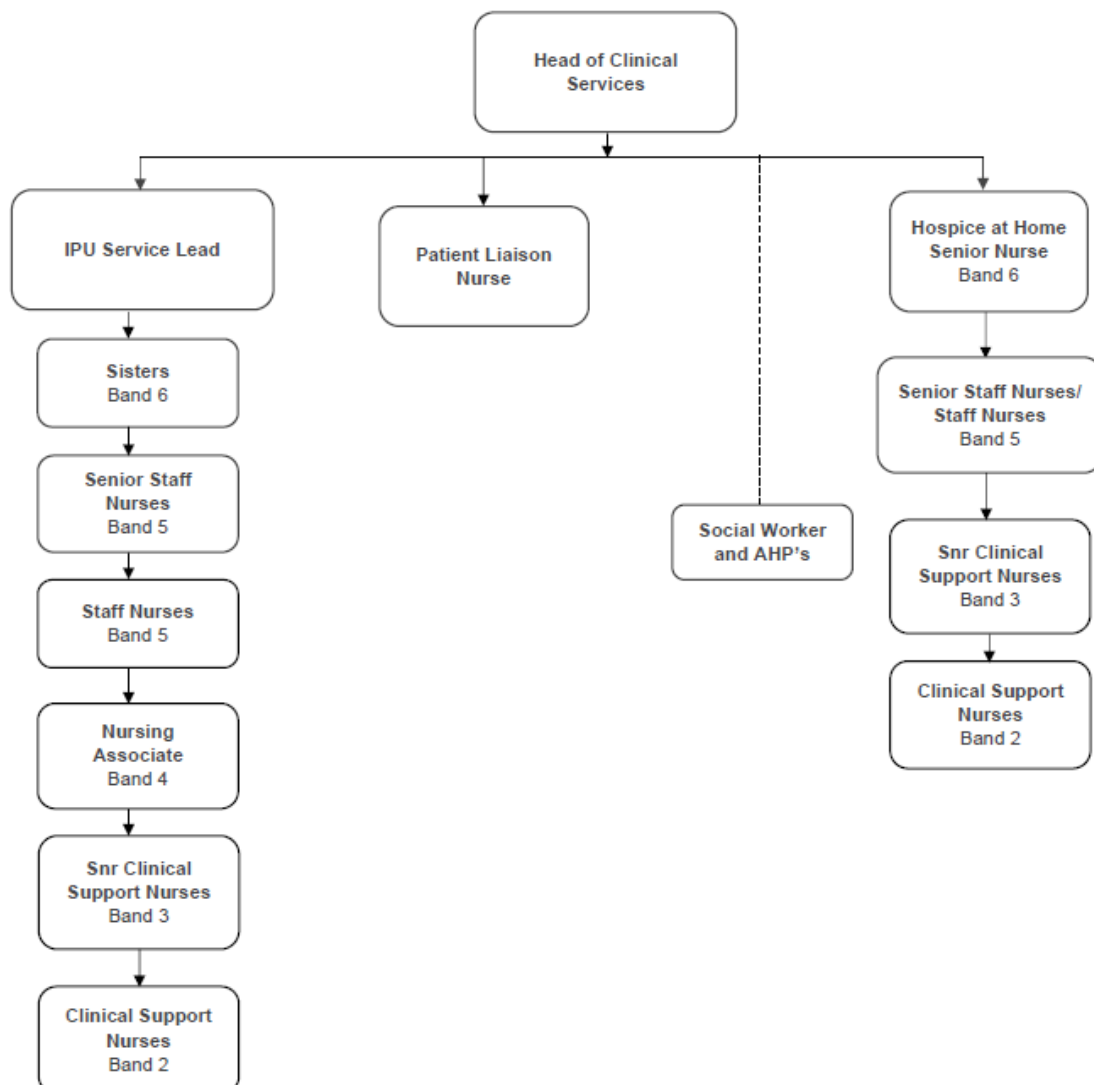 Head of Clinical
Services
IPU Service Lead
Patient Liaison
Nurse
Hospice at Home
Senior Nurse
Band 6
Sisters
Band 6
Senior Staff
Nurses
Band 5
Staff Nurses
Band 5
Nursing
Associate
Band 4
Snr Clinical
Support Nurses
Band 3
Clinical Support
Nurses
Band 2
Social Worker
and AHP's
Senior Staff Nurses/
Staff Nurses
Band 5
Snr Clinical
Support Nurses
Band 3
Clinical Support
Nurses
Band 2